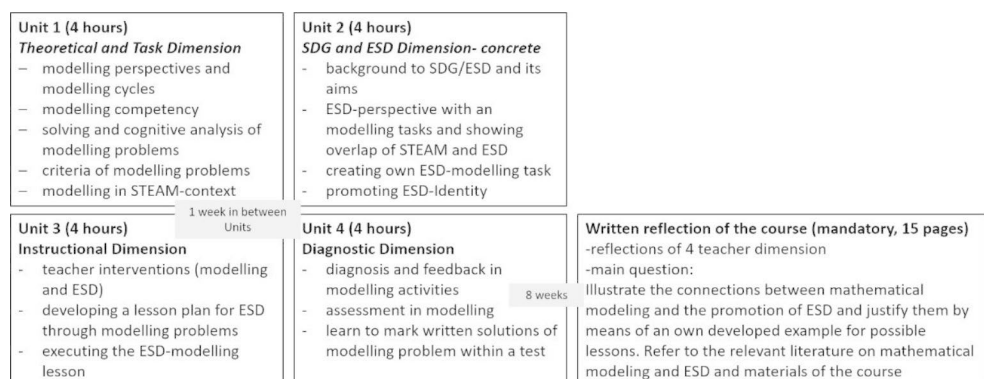 Unit 1 (4 hours)
Theoretical and Task Dimension
– modelling perspectives and
modelling cycles
– modelling competency
– solving and cognitive analysis of
modelling problems
– criteria of modelling problems
– modelling in STEAM-context
Unit 2 (4 hours)
SDG and ESD Dimension- concrete
- background to SDG/ESD and its
aims
- ESD-perspective with an
modelling tasks and showing
overlap of STEAM and ESD
- creating own ESD-modelling task
- promoting ESD-Identity
1 week in between
Units
Unit 3 (4 hours)
Instructional Dimension
- teacher interventions (modelling
and ESD)
- developing a lesson plan for ESD
through modelling problems
- executing the ESD-modelling
lesson
Unit 4 (4 hours)
Diagnostic Dimension
- diagnosis and feedback in
modelling activities
- assessment in modelling
- learn to mark written solutions of
modelling problem within a test
8 weeks
Written reflection of the course (mandatory, 15 pages)
-reflections of 4 teacher dimension
-main question:
Illustrate the connections between mathematical
modeling and the promotion of ESD and justify them by
means of an own developed example for possible
lessons. Refer to the relevant literature on mathematical
modeling and ESD and materials of the course